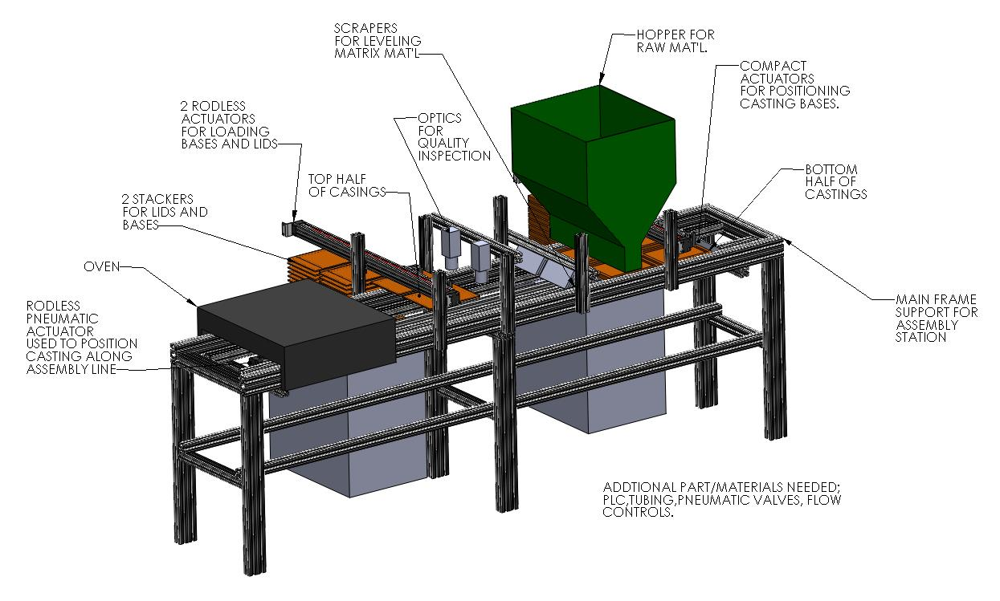 SCRAPERS
FOR LEVELING
MATRIX MAT'L
HOPPER FOR
RAW MAT'L.
COMPACT
ACTUATORS
FOR POSITIONING
CASTING BASES.
2 RODLESS
ACTUATORS
FOR LOADING
BASES AND LIDS
OPTICS
FOR
QUALITY
INSPECTION
TOP HALF
OF CASINGS
BOTTOM
HALF OF
CASTINGS
2 STACKERS
FOR LIDS AND
BASES
OVEN
RODLESS
PNEUMATIC
ACTUATOR
USED TO POSITION
CASTING ALONG
ASSEMBLY LINE
MAIN FRAME
SUPPORT FOR
ASSEMBLY
STATION
ADDTIONAL PART/MATERIALS NEEDED;
PLC,TUBING,PNEUMATIC VALVES, FLOW
CONTROLS.